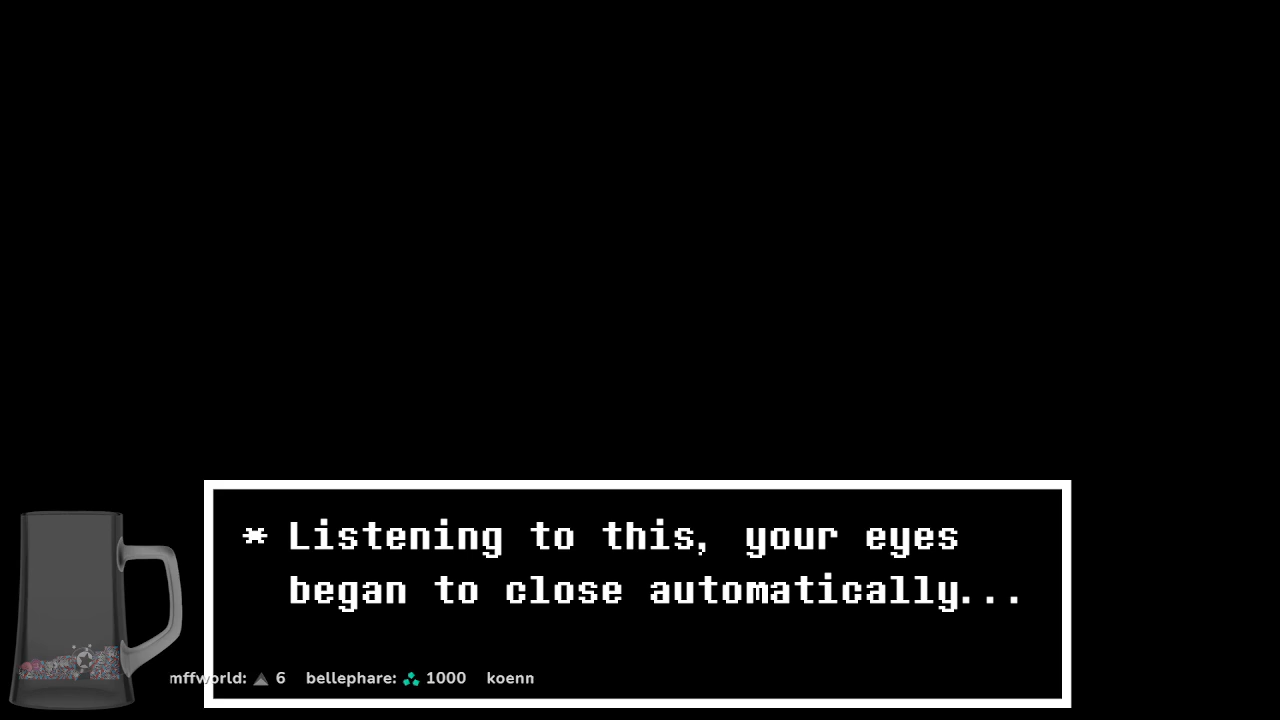 * Listening to this, your eyes
began to close automatically...
mffworld: 6 bellephare: 1000 koenn